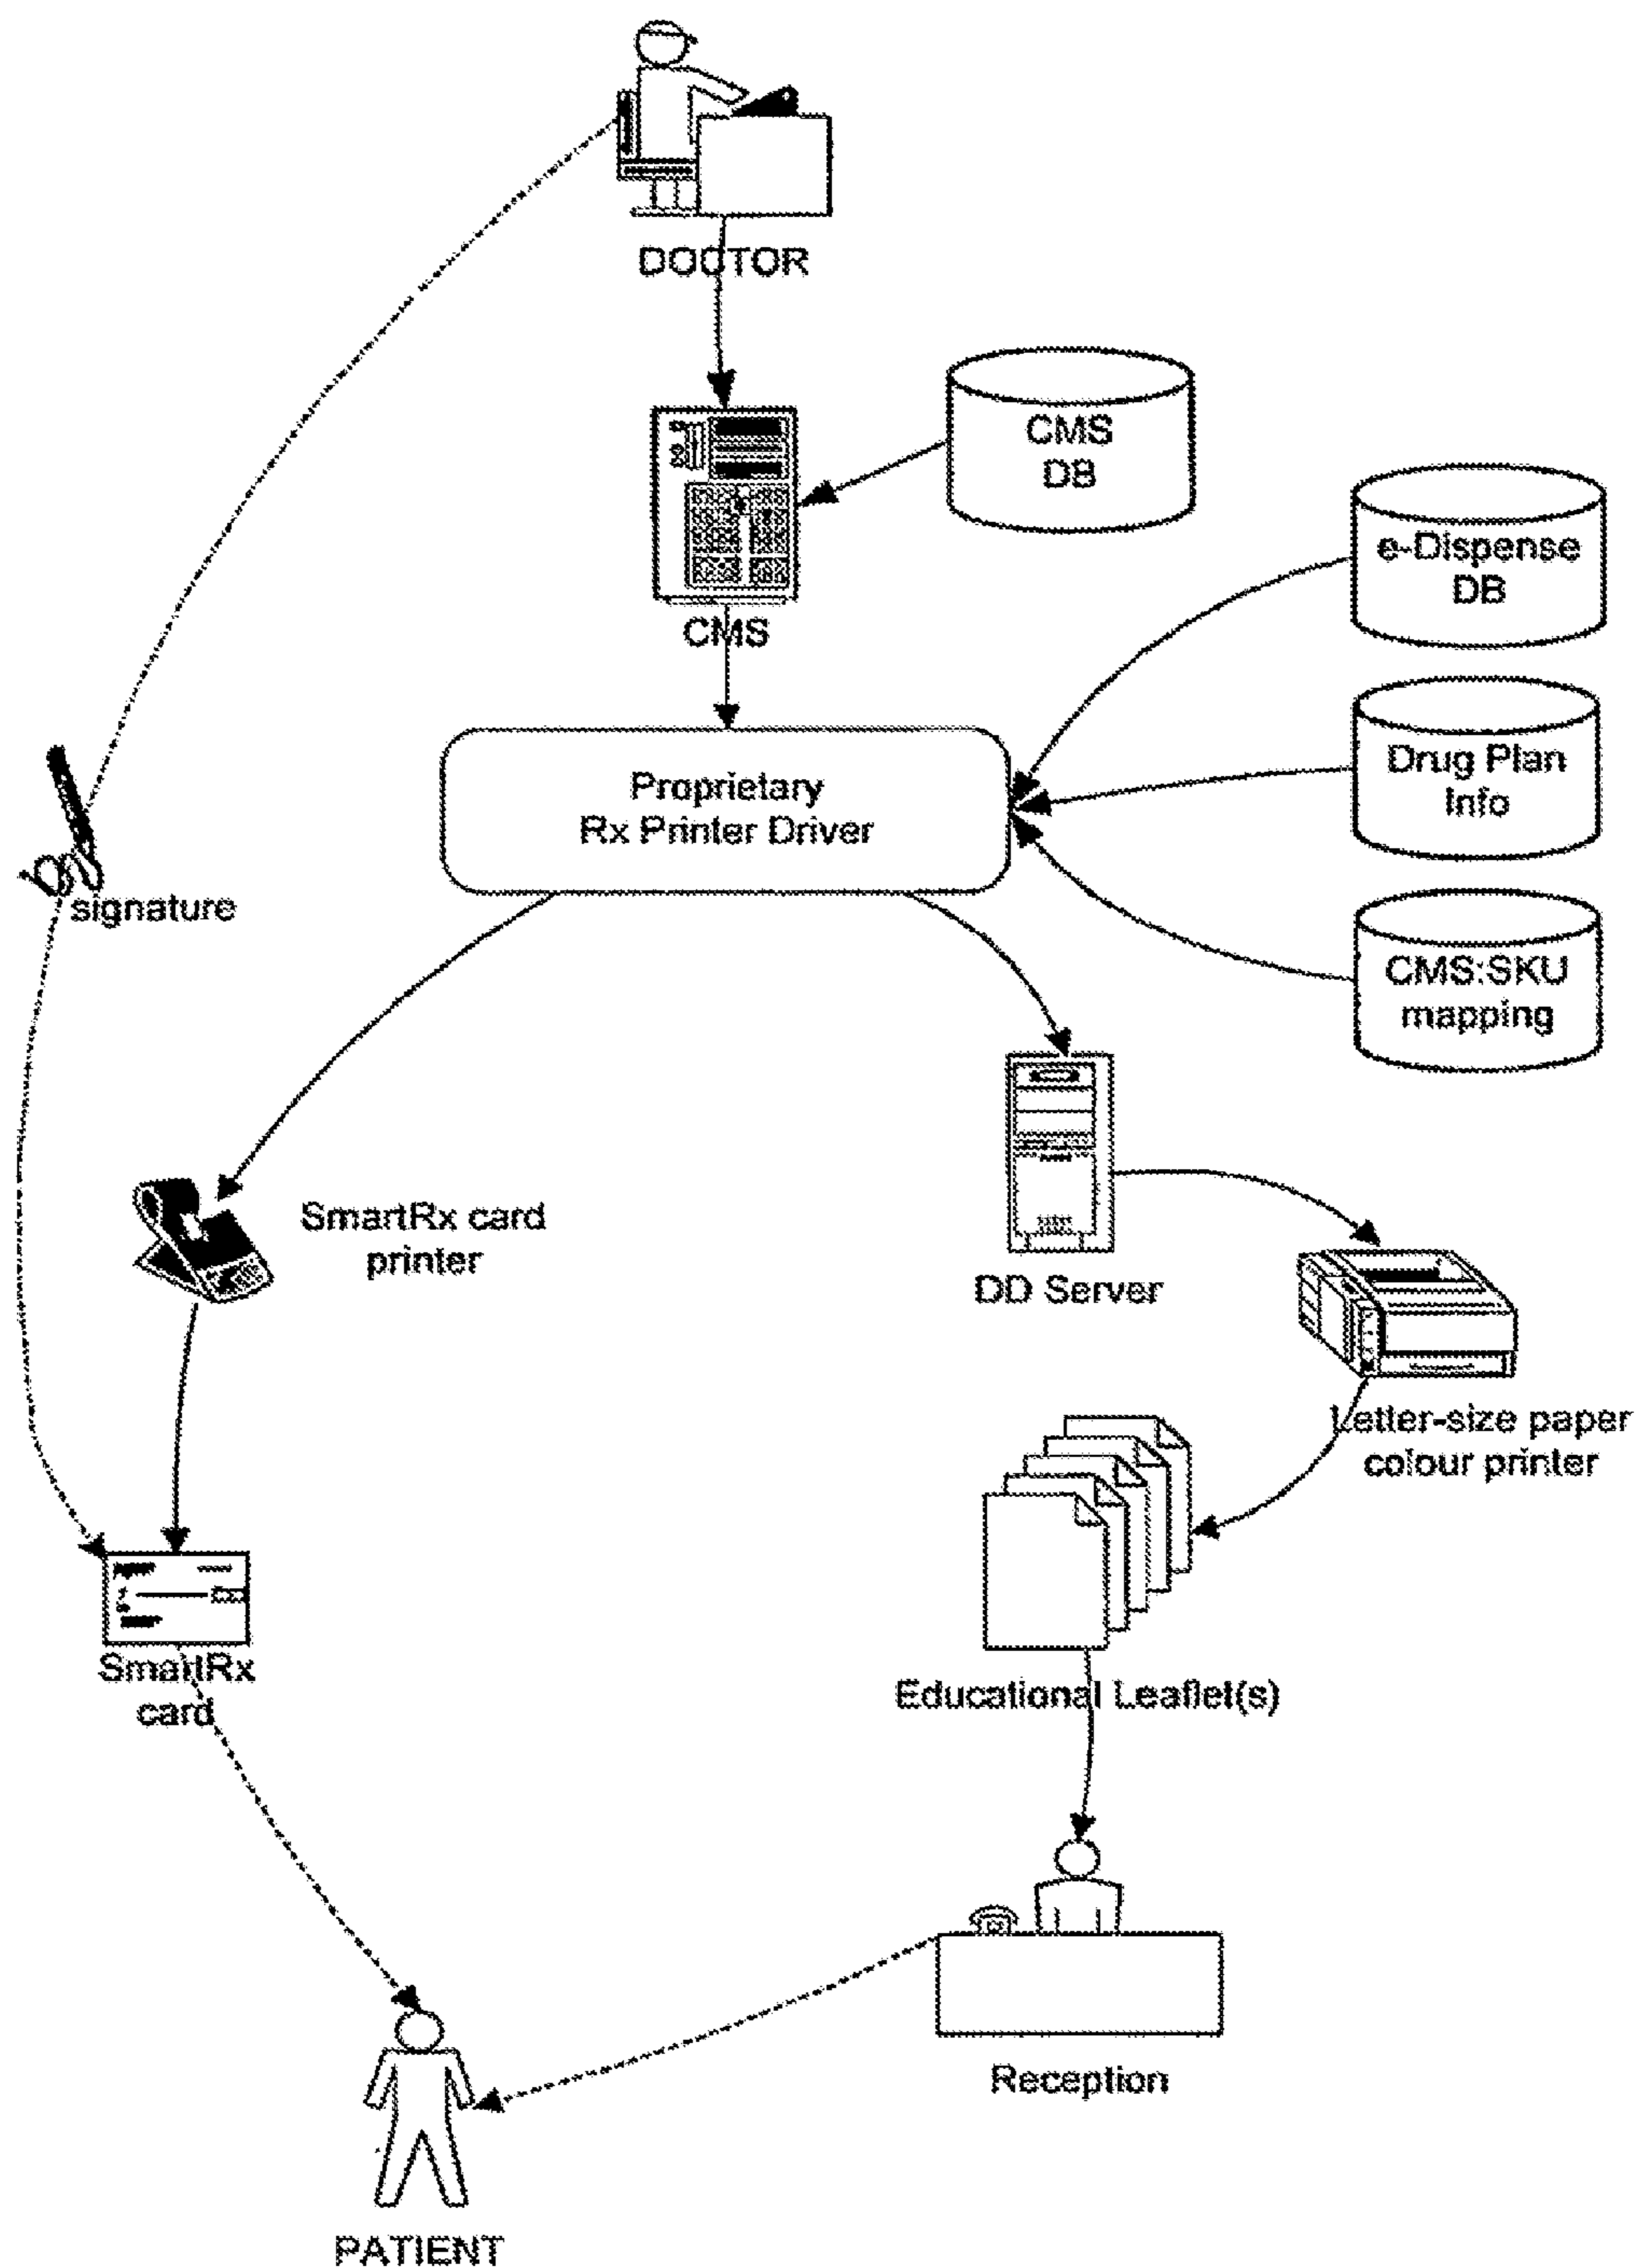 DOCTOR
CMS
DB
e-Dispense
DB
CMS
Proprietary
Rx Printer Driver
Drug Plan
Info
signature
CMS:SKU
mapping
SmartRx card
printer
DD Server
Letter-size paper
colour printer
SmartRx
card
Educational Leaflet(s)
Reception
PATIENT